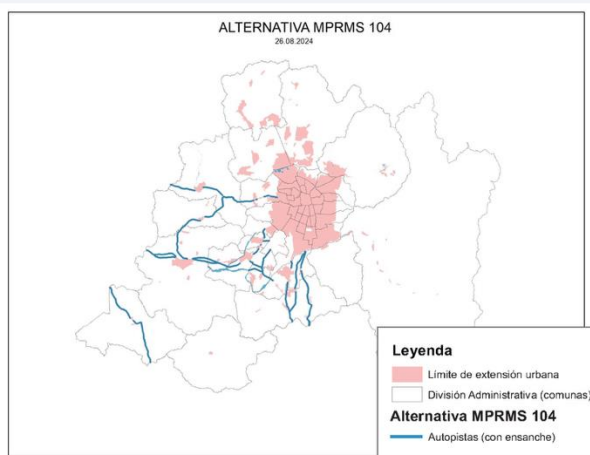 ALTERNATIVA MPRMS 104
26.08.2024
Leyenda
Límite de extensión urbana
División Administrativa (comunas)
Alternativa MPRMS 104
Autopistas (con ensanche)